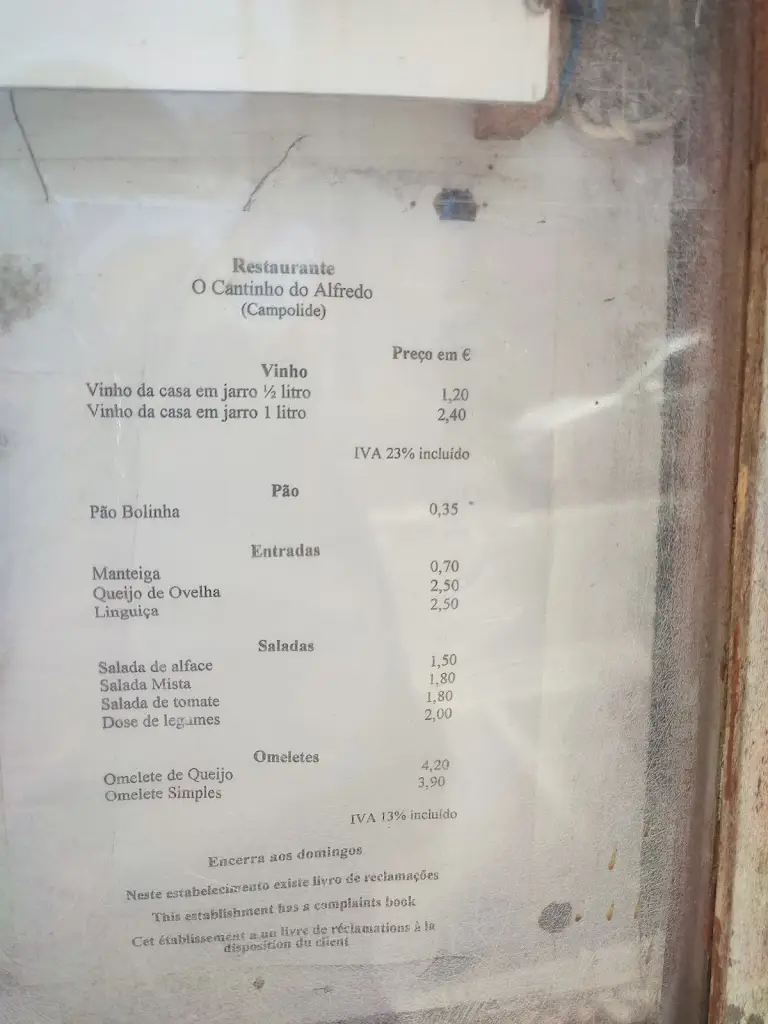 Restaurante
O Cantinho do Alfredo
(Campolide)
Preço em €
Vinho
Vinho da casa em jarro ½ litro 1,20
Vinho da casa em jarro 1 litro 2,40
IVA 23% incluído
Pão
Pão Bolinha 0,35
Entradas
Manteiga 0,70
Queijo de Ovelha 2,50
Linguiça 2,50
Saladas
Salada de alface 1,50
Salada Mista 1,80
Salada de tomate 1,80
Dose de legumes 2,00
Omeletes
Omelete de Queijo 4,20
Omelete Simples 3,90
IVA 13% incluído
Encerra aos domingos
Neste estabelecimento existe livro de reclamações
This establishment has a complaints book
Cet établissement a un livre de réclamations à la
disposition du client